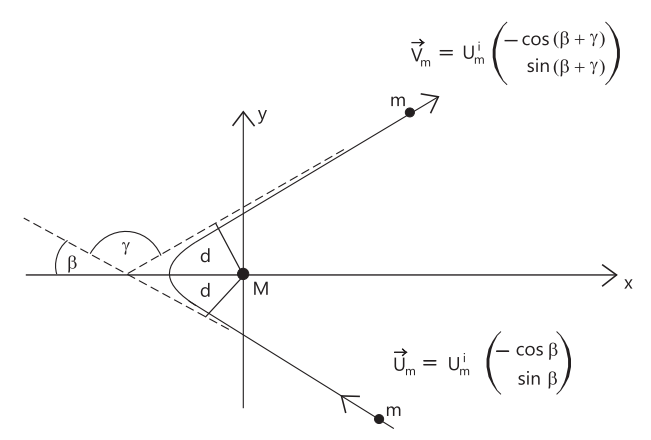 V⃗ₘ = Uⁱₘ (− cos (β + γ)
sin (β + γ))
m
y
β
γ
d
d
M
x
U⃗ₘ = Uⁱₘ (− cos β
sin β)
m